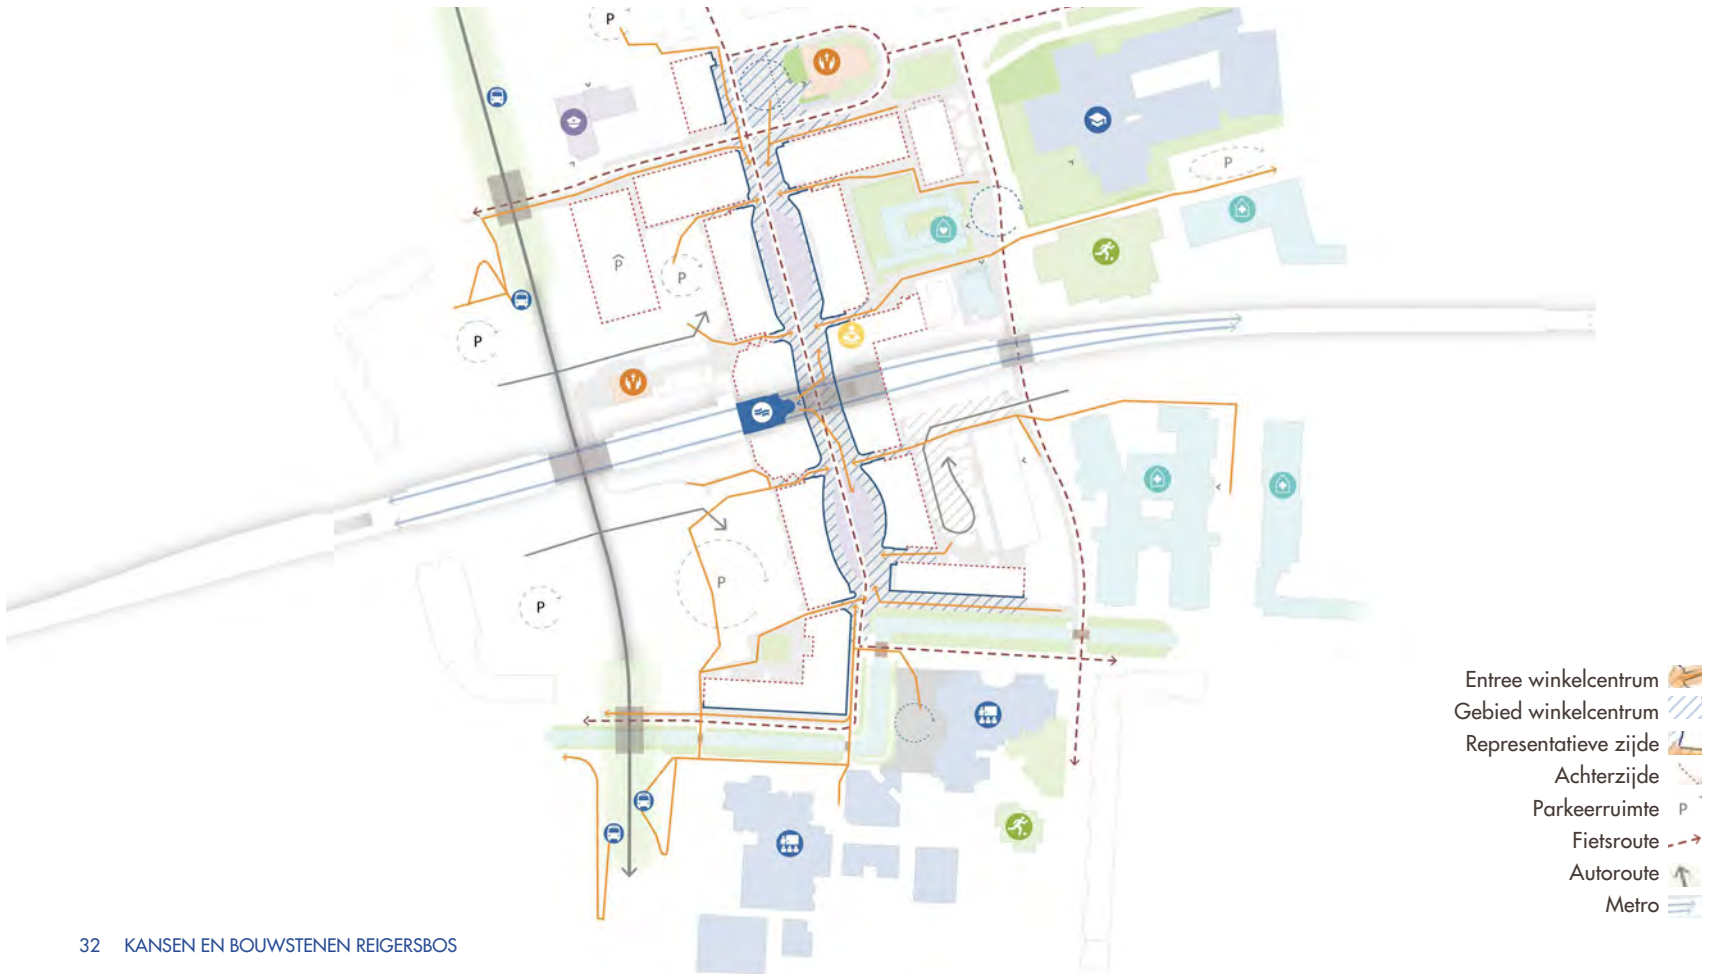 P
P
P
P
P
P
P
P
Entree winkelcentrum
Gebied winkelcentrum
Representatieve zijde
Achterzijde
Parkeerruimte P
Fietsroute
Autoroute
Metro
32 KANSEN EN BOUWSTENEN REIGERSBOS